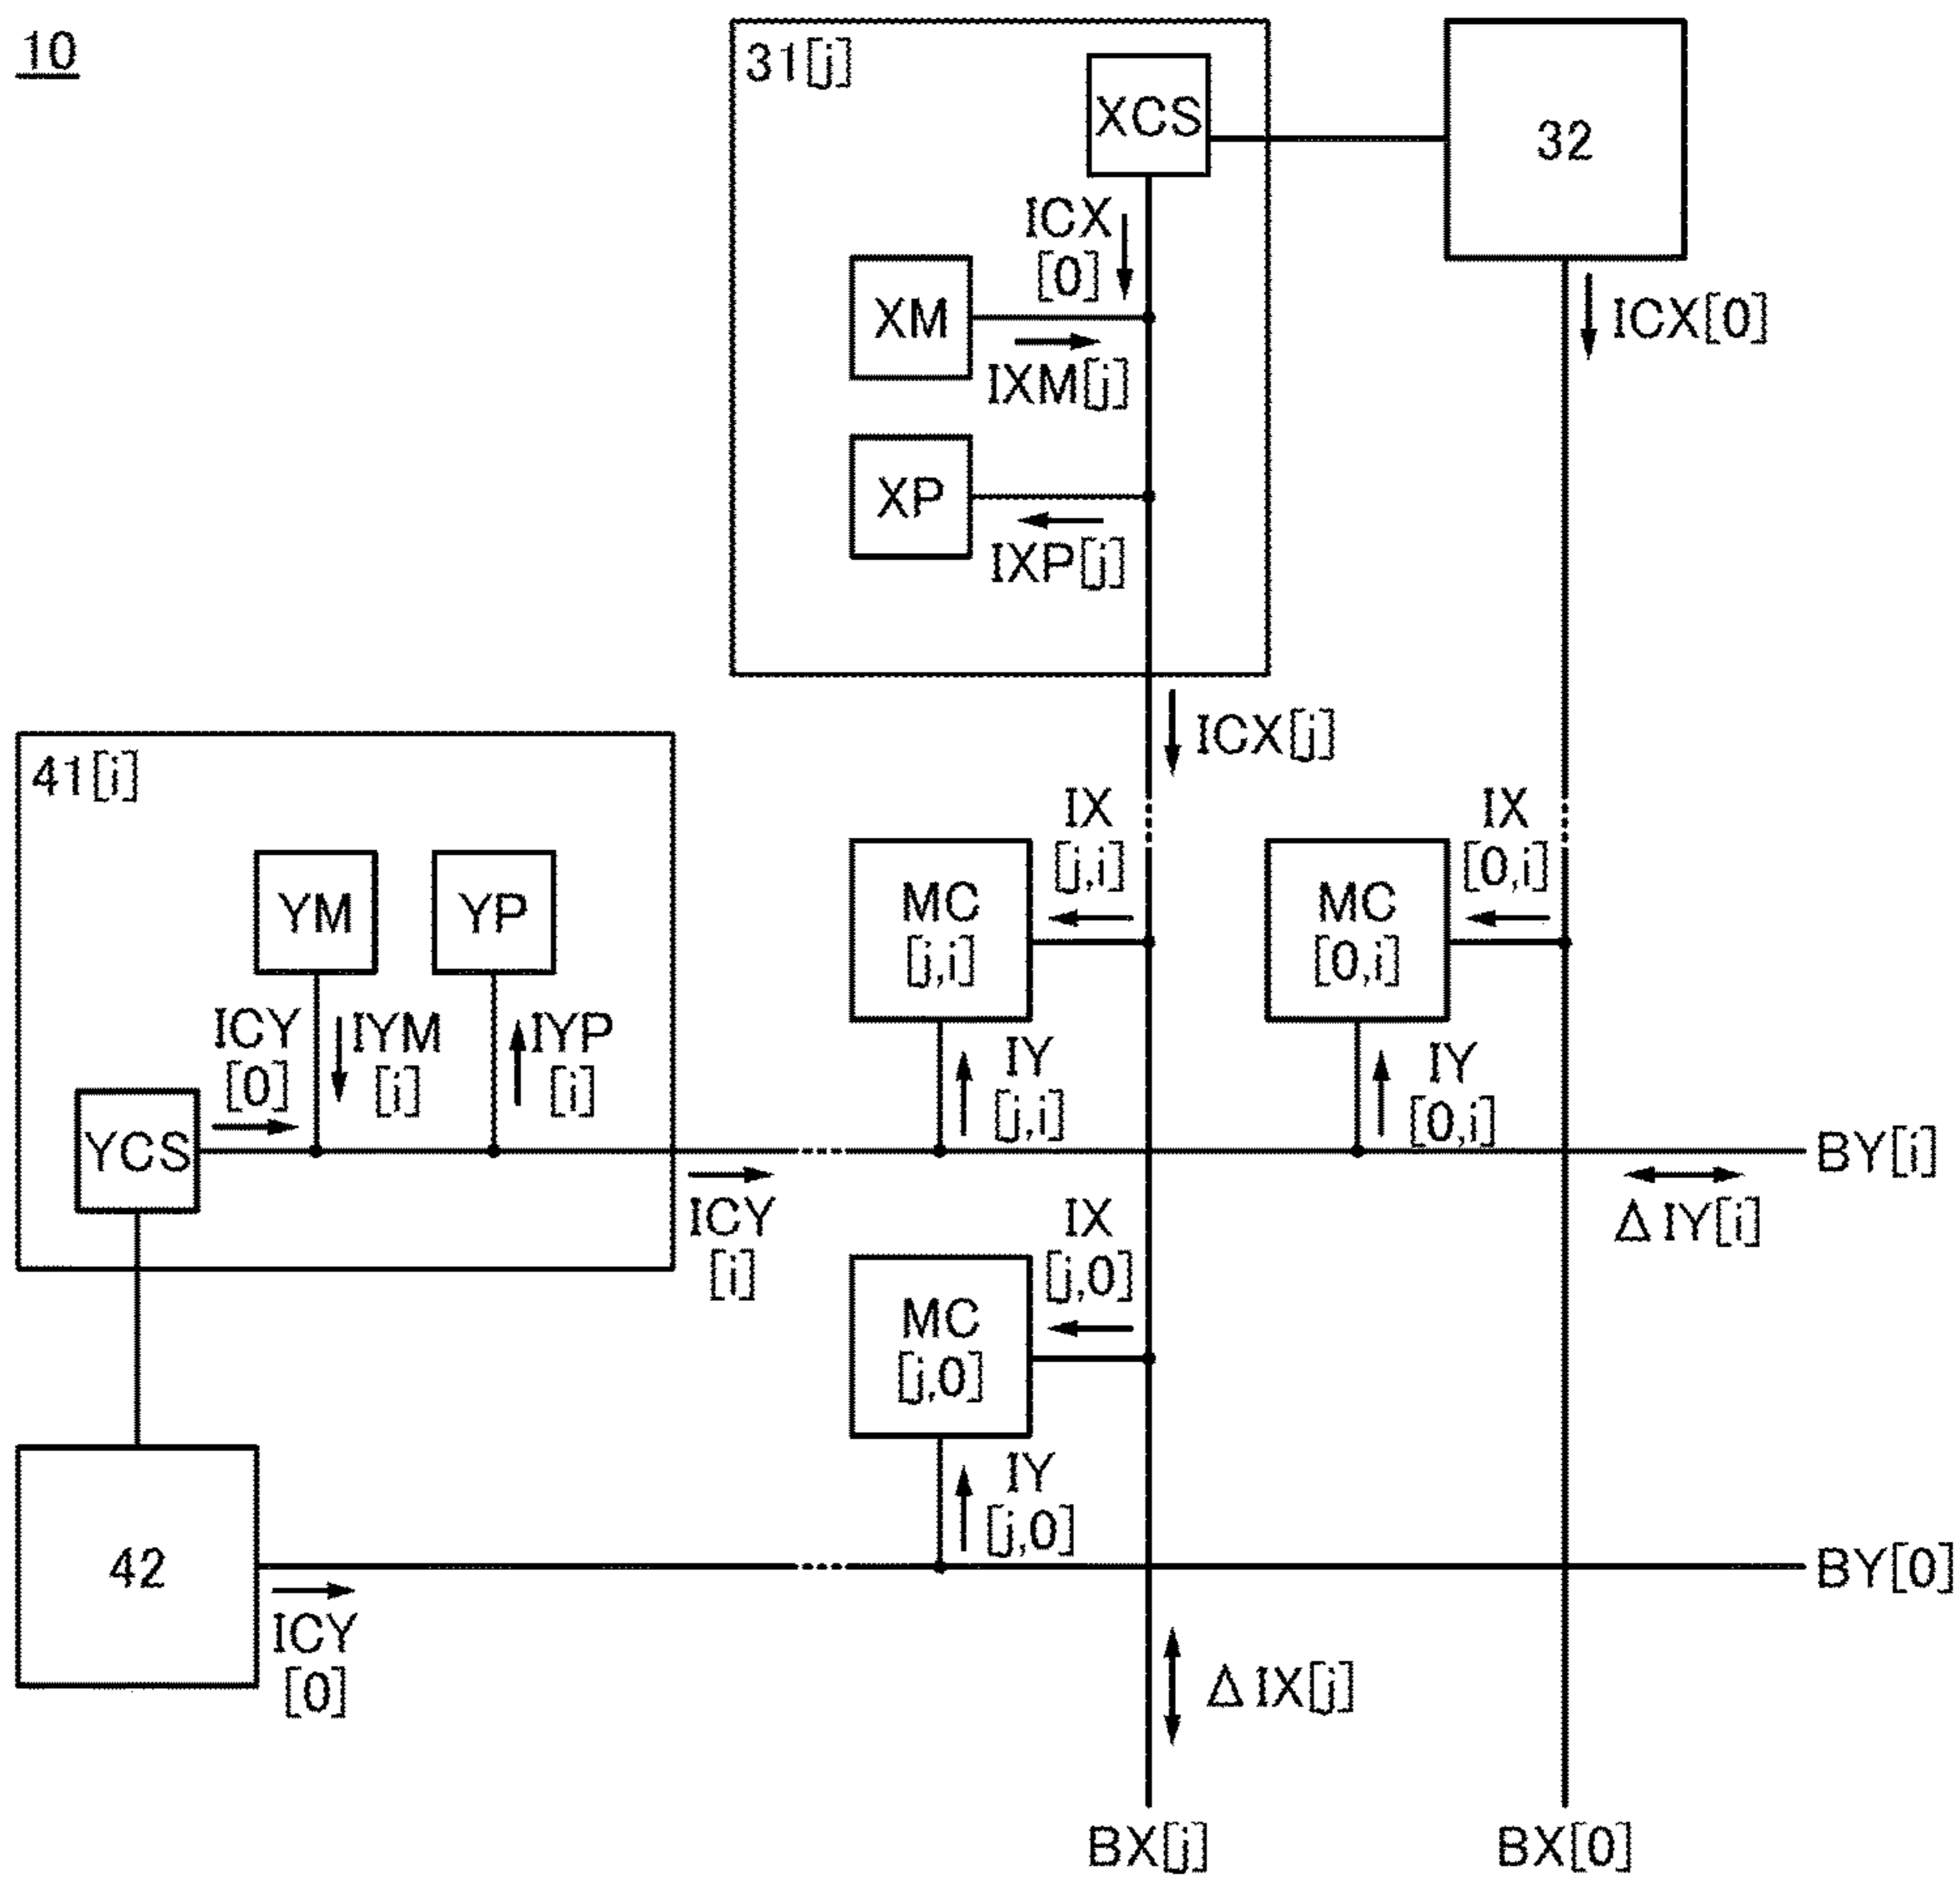 10
31[j]
XCS
32
ICX
[0]
XM
IXM[j]
ICX[0]
XP
IXP[j]
ICX[j]
41[i]
YM
YP
IX
[j,i]
MC
[j,i]
IX
[0,i]
MC
[0,i]
ICY
[0]
IYM
[i]
IYP
[i]
IY
[j,i]
IY
[0,i]
YCS
BY[i]
ICY
[i]
IX
[j,0]
ΔIY[i]
MC
[j,0]
IY
[j,0]
42
BY[0]
ICY
[0]
ΔIX[j]
BX[j]
BX[0]